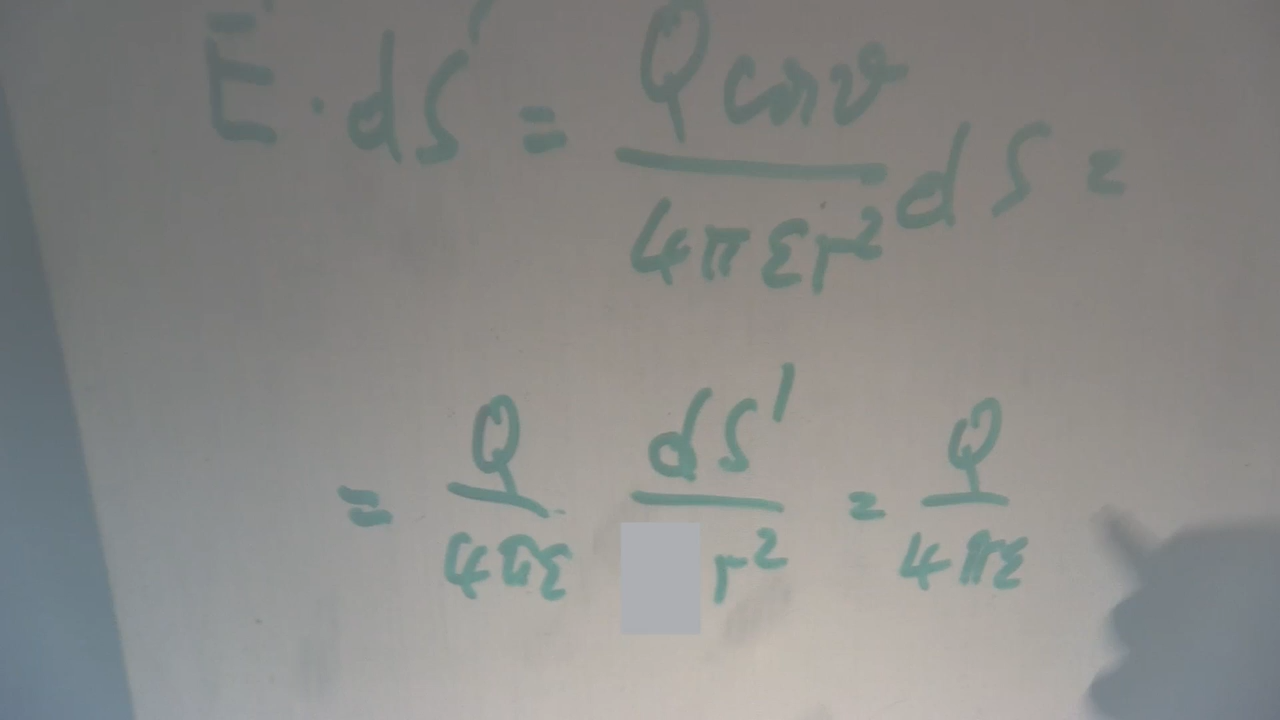 Ē · dS' = Q cos ϑ / 4πεr² dS =
= Q / 4πε dS' / r² = Q / 4πε